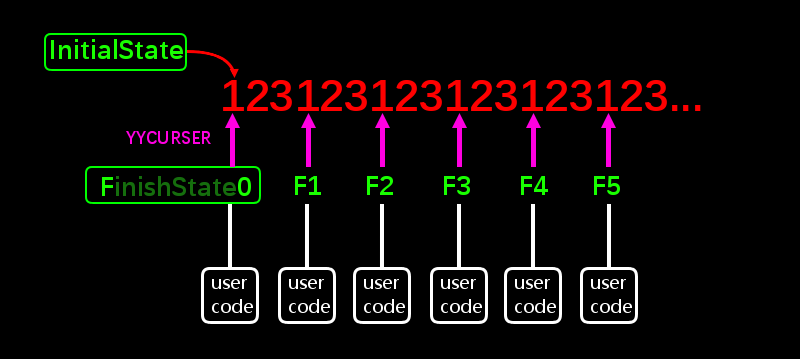 InitialState
123123123123123123...
YYCURSER
FinishState0 F1 F2 F3 F4 F5
user user user user user user
code code code code code code